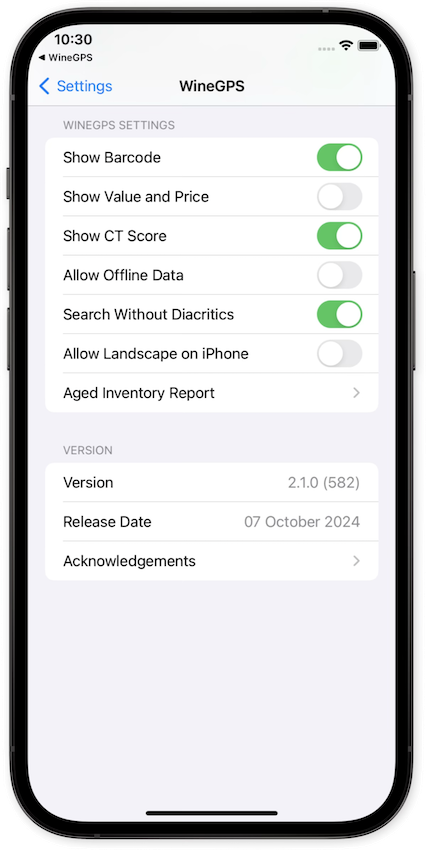 10:30
◀ WineGPS
Settings
WineGPS
WINEGPS SETTINGS
Show Barcode
Show Value and Price
Show CT Score
Allow Offline Data
Search Without Diacritics
Allow Landscape on iPhone
Aged Inventory Report
VERSION
Version 2.1.0 (582)
Release Date 07 October 2024
Acknowledgements